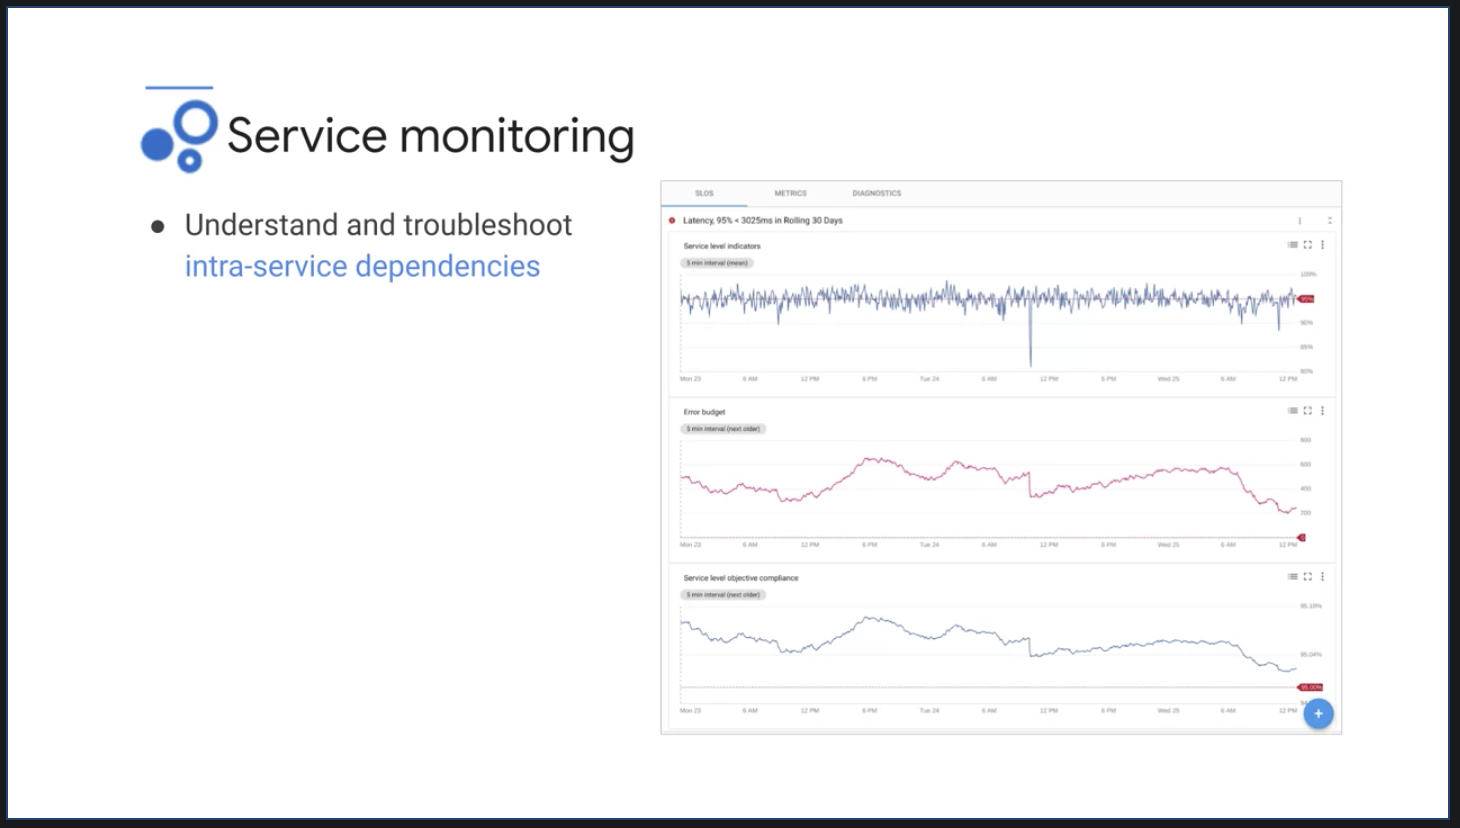 Service monitoring
● Understand and troubleshoot
intra-service dependencies
SLOS METRICS DIAGNOSTICS
Latency, 95% < 3025ms in Rolling 30 Days
Service level indicators
5 min interval (mean)
100%
95%
90%
85%
80%
Mon 23 6 AM 12 PM 6 PM Tue 24 6 AM 12 PM 6 PM Wed 25 6 AM 12 PM
Error budget
5 min interval (next older)
800
600
400
200
0
Mon 23 6 AM 12 PM 6 PM Tue 24 6 AM 12 PM 6 PM Wed 25 6 AM 12 PM
Service level objective compliance
5 min interval (next older)
95.04%
95.00%
Mon 23 6 AM 12 PM 6 PM Tue 24 6 AM 12 PM 6 PM Wed 25 6 AM 12 PM
+